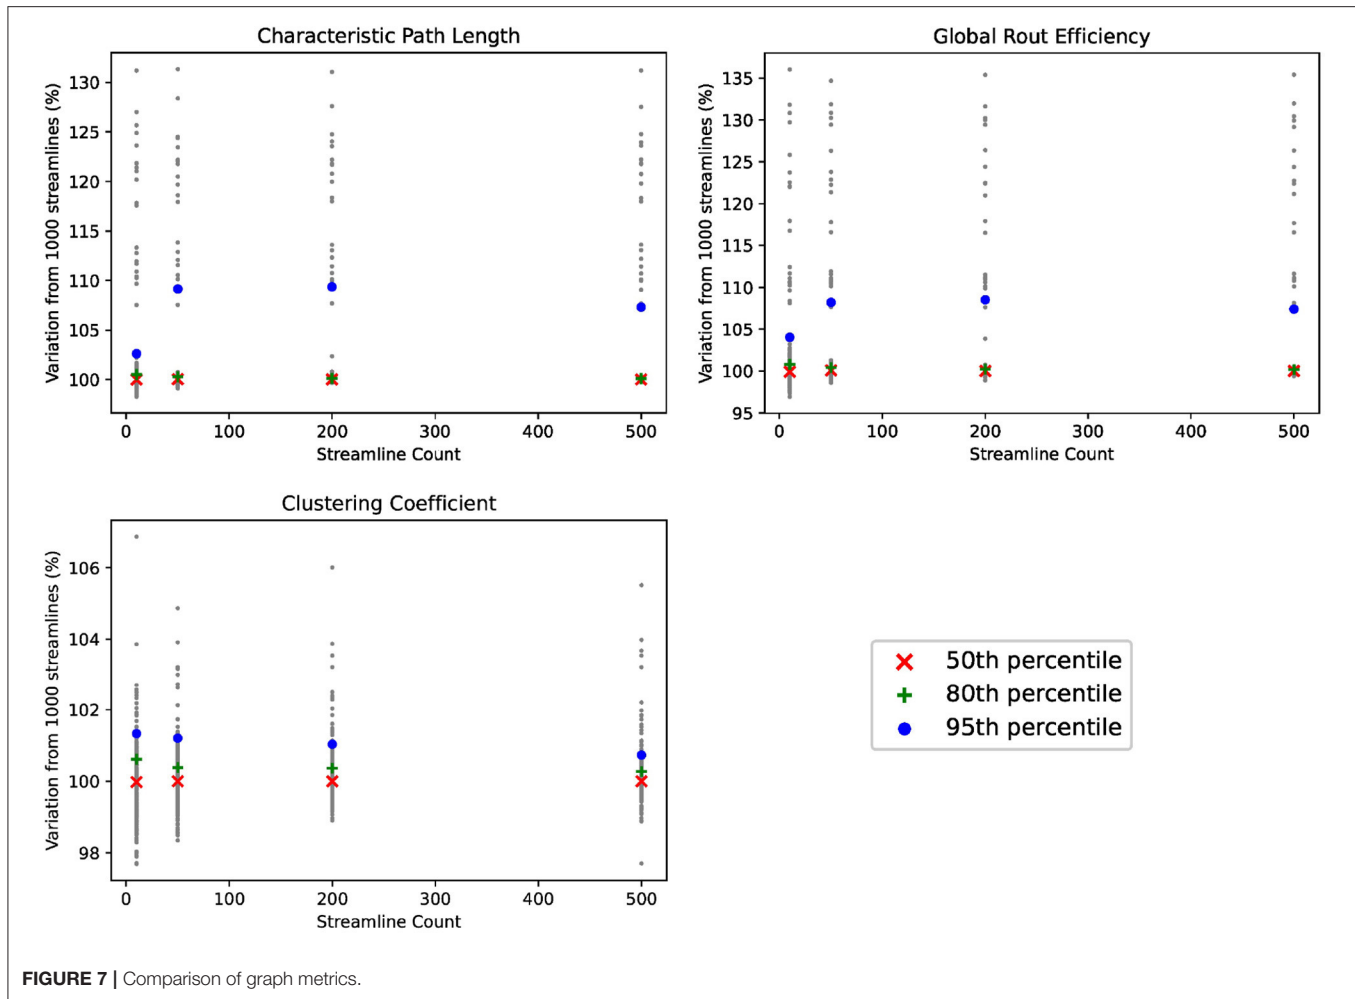 Characteristic Path Length
Variation from 1000 streamlines (%)
130
125
120
115
110
105
100
0 100 200 300 400 500
Streamline Count
Global Rout Efficiency
Variation from 1000 streamlines (%)
135
130
125
120
115
110
105
100
95
0 100 200 300 400 500
Streamline Count
Clustering Coefficient
Variation from 1000 streamlines (%)
106
104
102
100
98
0 100 200 300 400 500
Streamline Count
50th percentile
80th percentile
95th percentile
FIGURE 7 | Comparison of graph metrics.